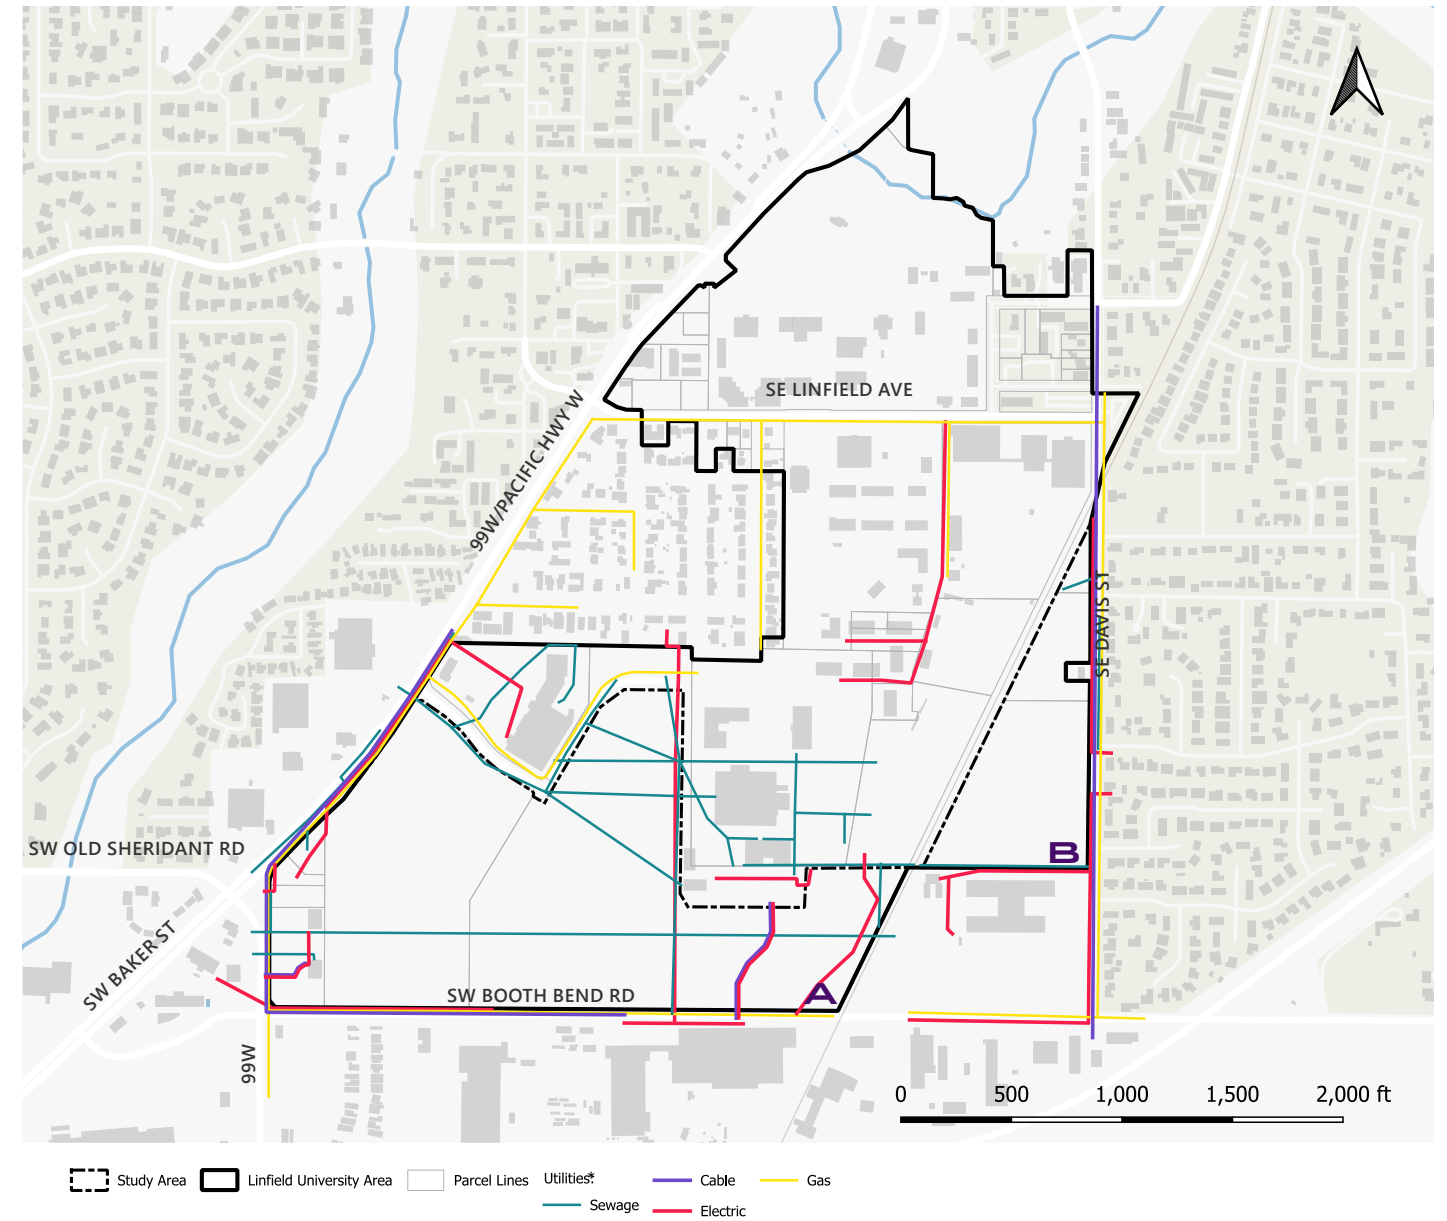 SE LINFIELD AVE
99W/PACIFIC HWY W
SE DAVIS ST
SW OLD SHERIDANT RD
B
SW BAKER ST
SW BOOTH BEND RD
A
99W
0 500 1,000 1,500 2,000 ft
Study Area Linfield University Area Parcel Lines Utilities* Cable Gas
Sewage Electric